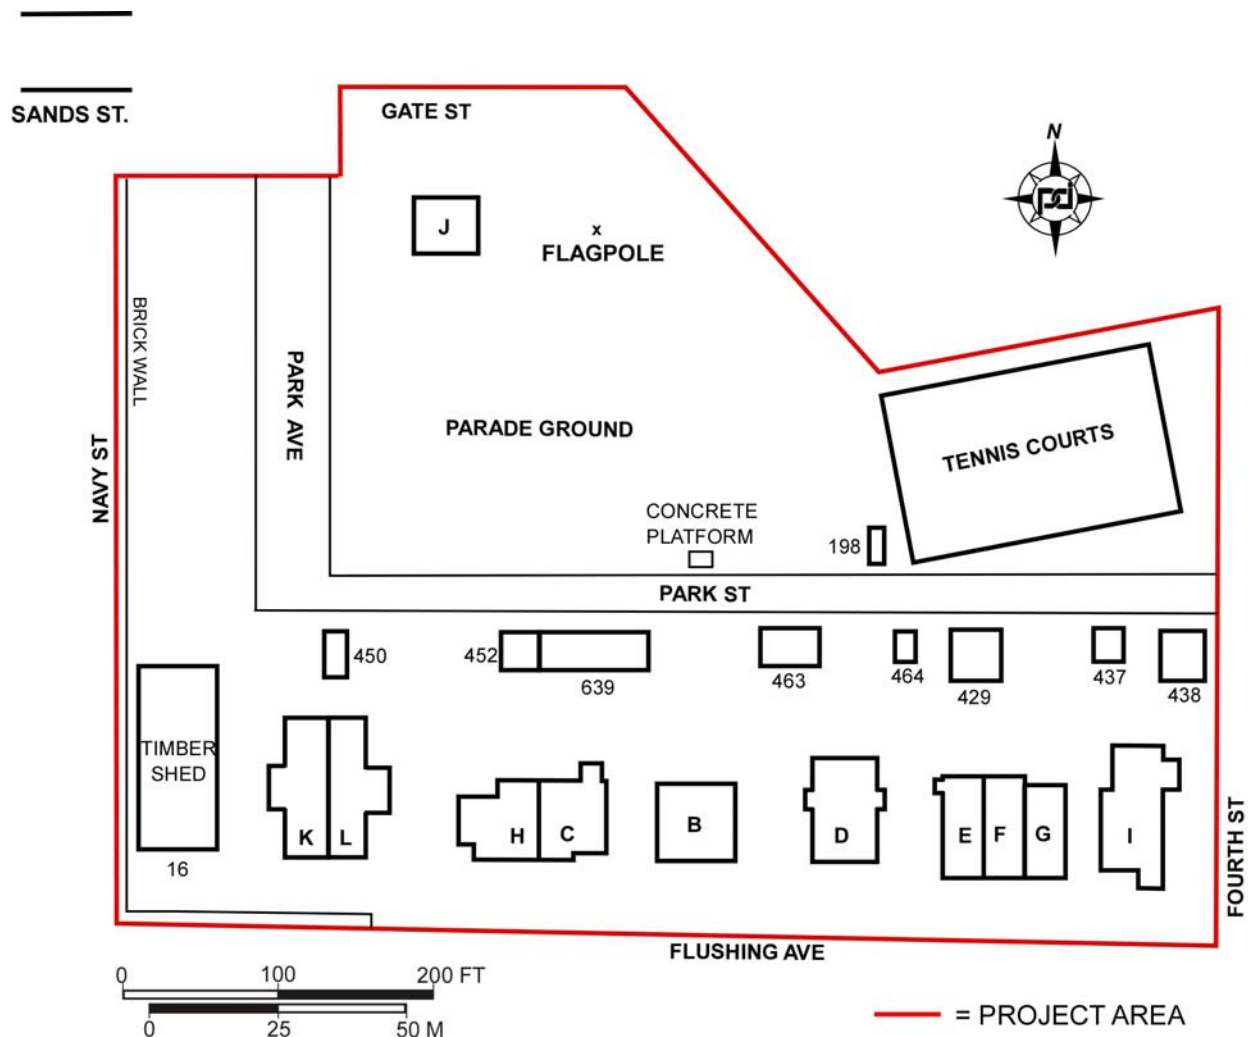 SANDS ST.
GATE ST
N
pci
J
x
FLAGPOLE
BRICK WALL
PARK AVE
NAVY ST
PARADE GROUND
TENNIS COURTS
CONCRETE
PLATFORM
198
PARK ST
450
452
639
463
464
429
437
438
TIMBER
SHED
16
K
L
H
C
B
D
E
F
G
I
FOURTH ST
FLUSHING AVE
0 100 200 FT
0 25 50 M
= PROJECT AREA